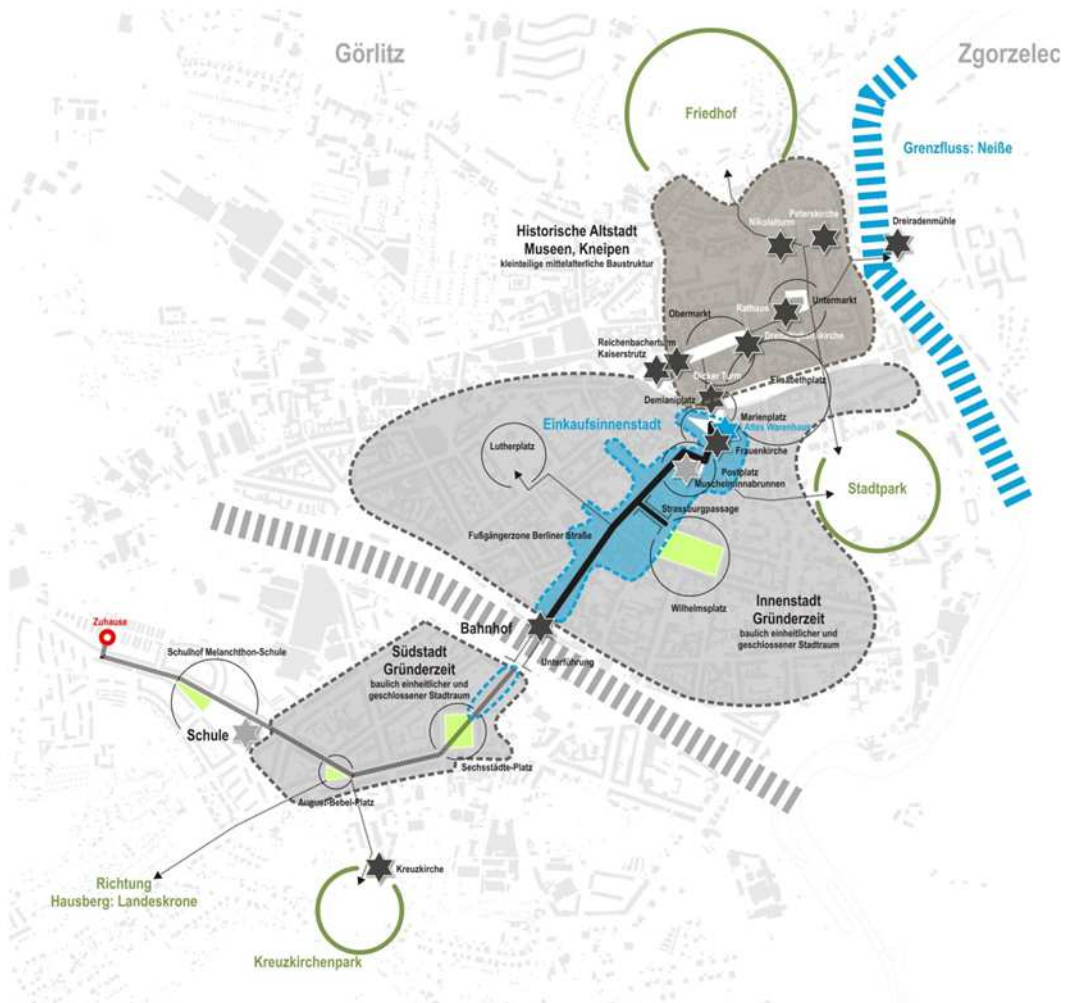 Görlitz
Zgorzelec
Friedhof
Grenzfluss: Neiße
Historische Altstadt
Museen, Kneipen
kleinteilige mittelalterliche Baustruktur
Nikolaiturm
Peterskirche
Dreiradenmühle
Rathaus
Untermarkt
Obermarkt
Reichenbacherturm
Kaiserstrutz
Dicker Turm
Elisabethplatz
Demianiplatz
Marienplatz
Altes Warenhaus
Einkaufsinnenstadt
Frauenkirche
Lutherplatz
Postplatz
Muschelminnabrunnen
Stadtpark
Strassburgpassage
Fußgängerzone Berliner Straße
Wilhelmsplatz
Innenstadt
Gründerzeit
baulich einheitlicher und
geschlossener Stadtraum
Bahnhof
Unterführung
Zuhause
Schulhof Melanchthon-Schule
Südstadt
Gründerzeit
baulich einheitlicher und
geschlossener Stadtraum
Schule
Sechsstädte-Platz
August-Bebel-Platz
Kreuzkirche
Richtung
Hausberg: Landeskrone
Kreuzkirchenpark